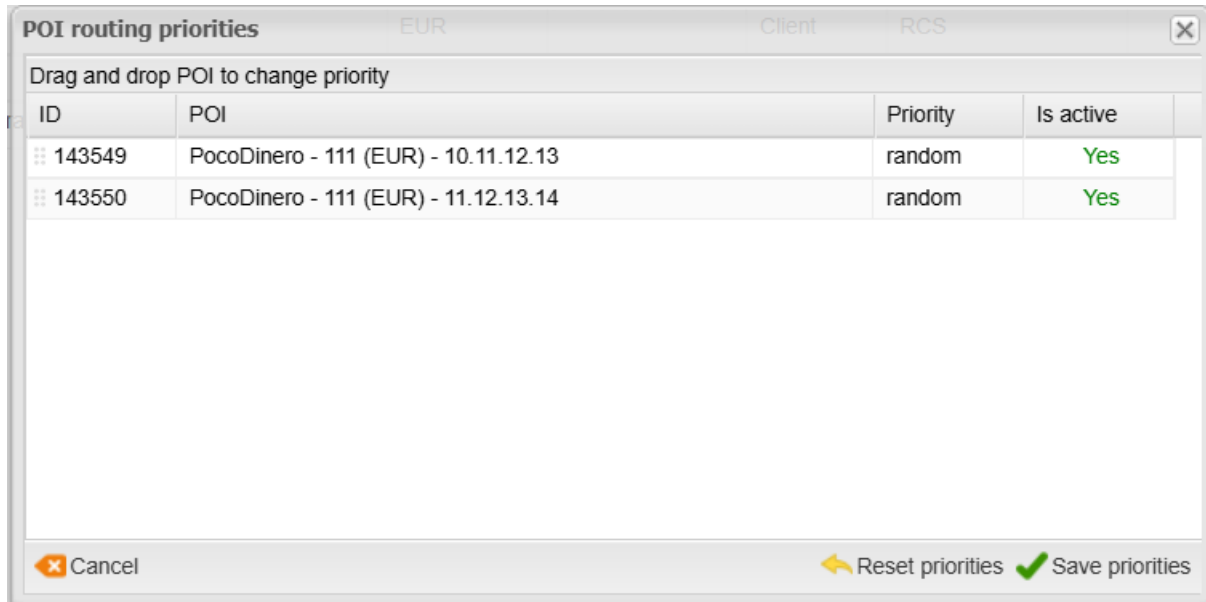 POI routing priorities EUR Client RCS
Drag and drop POI to change priority
ID POI Priority Is active
143549 PocoDinero - 111 (EUR) - 10.11.12.13 random Yes
143550 PocoDinero - 111 (EUR) - 11.12.13.14 random Yes
Cancel Reset priorities Save priorities